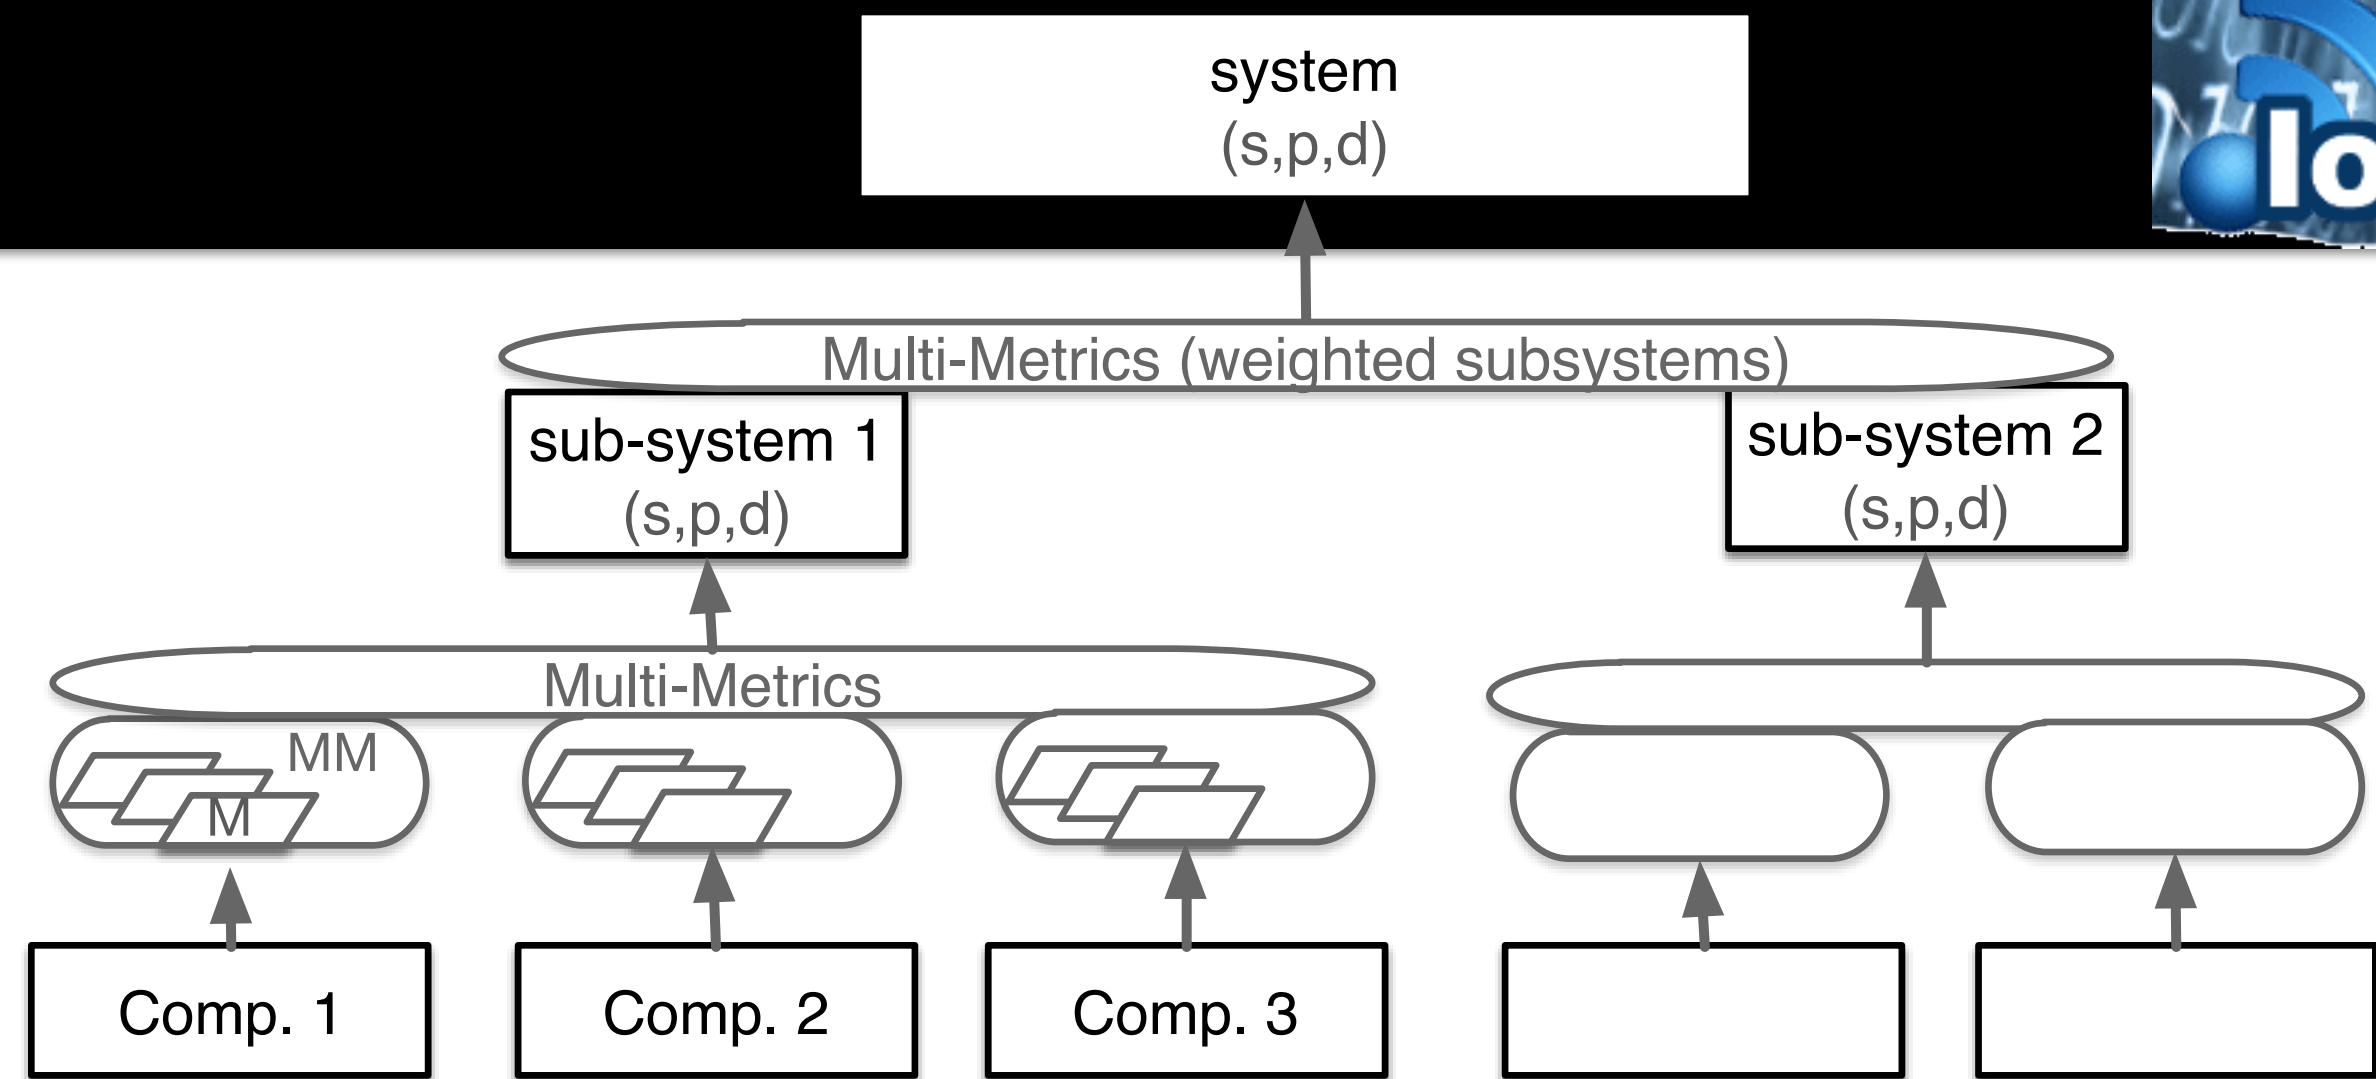 system
(s,p,d)
Multi-Metrics (weighted subsystems)
sub-system 1
(s,p,d)
sub-system 2
(s,p,d)
Multi-Metrics
MM
M
Comp. 1
Comp. 2
Comp. 3